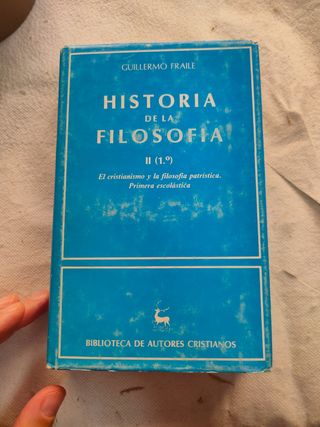 GUILLERMO FRAILE
HISTORIA
DE LA
FILOSOFIA
II (1.º)
El cristianismo y la filosofía patrística.
Primera escolástica
BIBLIOTECA DE AUTORES CRISTIANOS